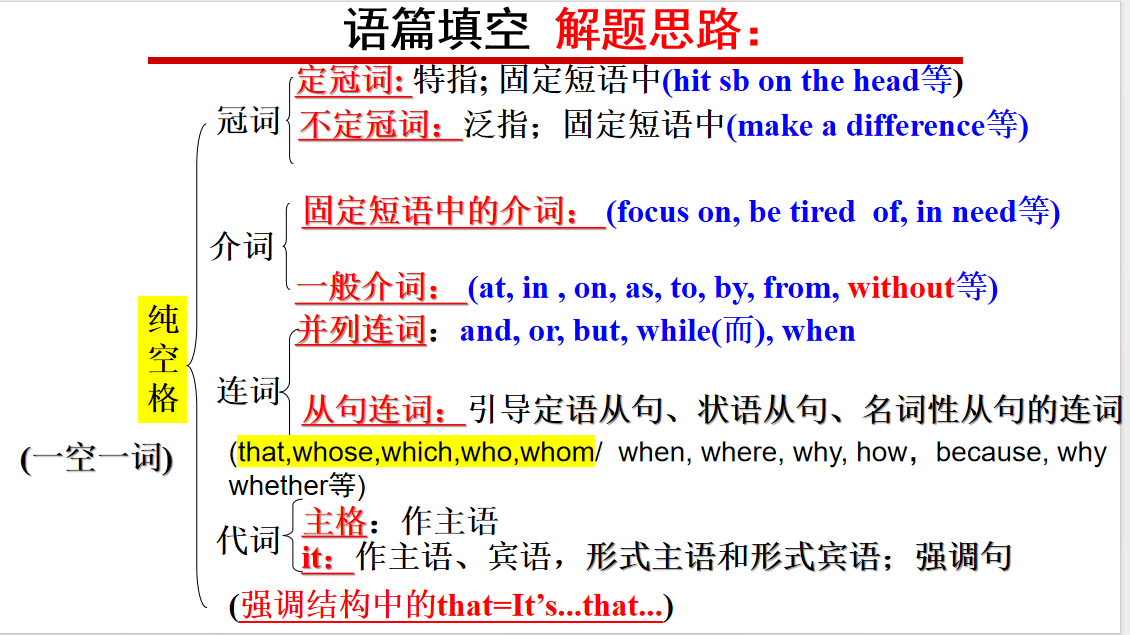 语篇填空 解题思路：
冠词
定冠词: 特指; 固定短语中(hit sb on the head等)
不定冠词： 泛指；固定短语中(make a difference等)
介词
固定短语中的介词： (focus on, be tired of, in need等)
一般介词： (at, in , on, as, to, by, from, without等)
纯空格
(一空一词)
连词
并列连词：and, or, but, while(而), when
从句连词：引导定语从句、状语从句、名词性从句的连词
(that,whose,which,who,whom/ when, where, why, how，because, why
whether等)
代词
主格：作主语
it：作主语、宾语，形式主语和形式宾语；强调句
(强调结构中的that=It’s...that...)